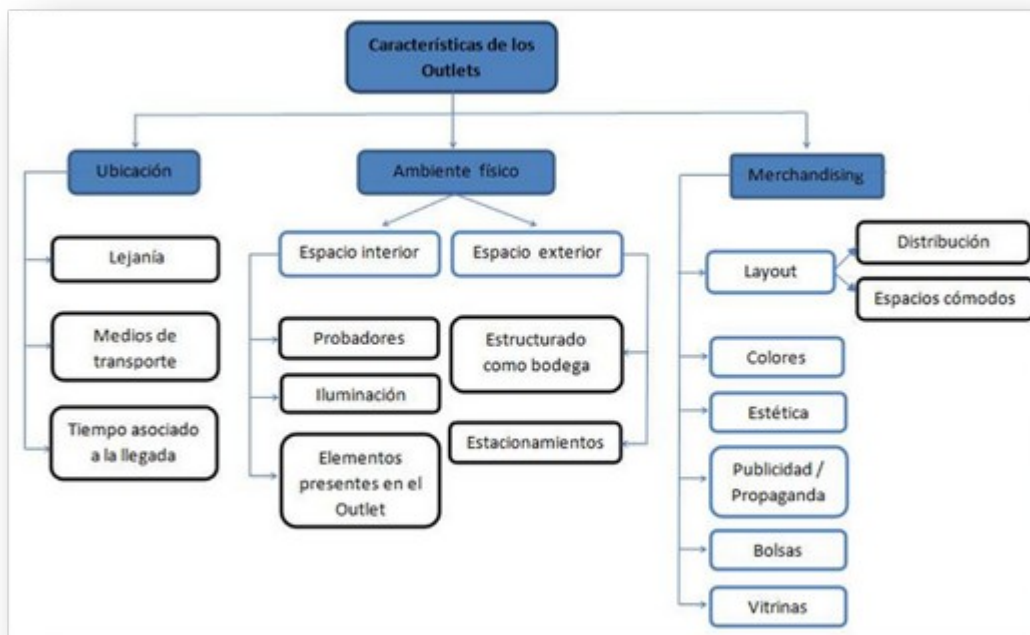 Características de los
Outlets
Ubicación
Ambiente físico
Merchandising
Lejanía
Medios de
transporte
Tiempo asociado
a la llegada
Espacio interior
Espacio exterior
Probadores
Iluminación
Elementos
presentes en el
Outlet
Estructurado
como bodega
Estacionamientos
Layout
Distribución
Espacios cómodos
Colores
Estética
Publicidad /
Propaganda
Bolsas
Vitrinas